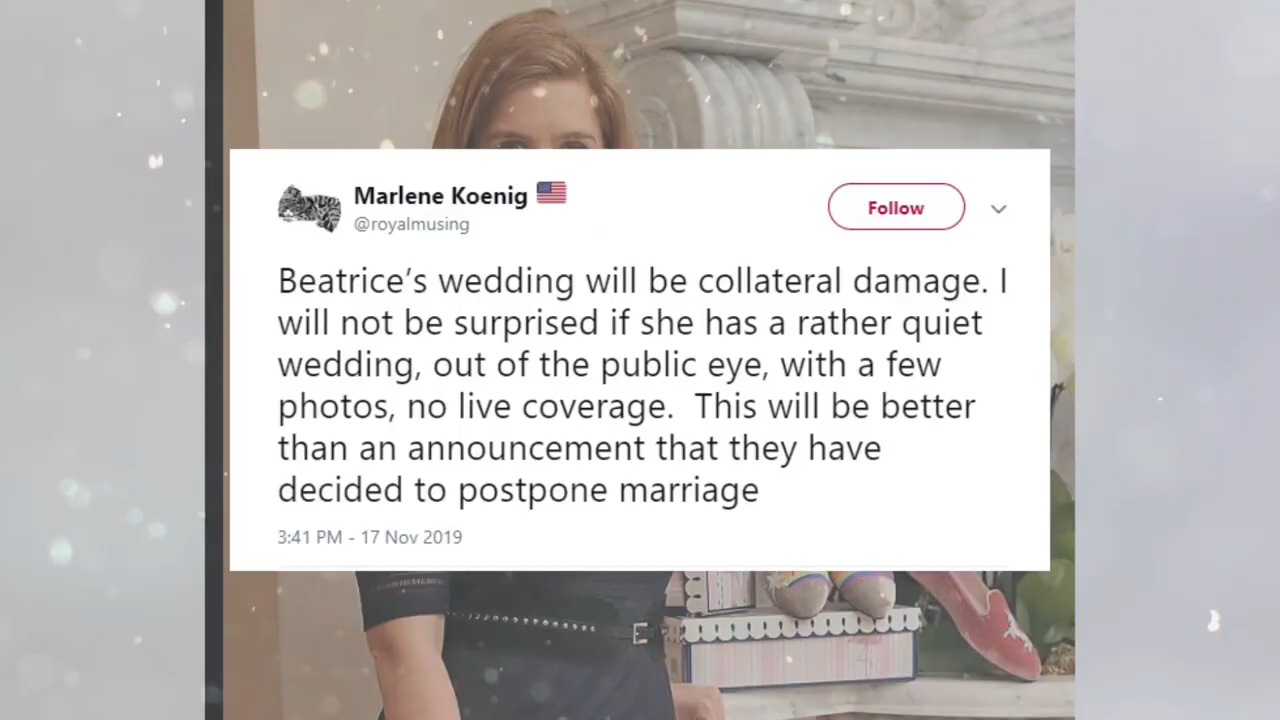 Marlene Koenig
@royalmusing
Follow
Beatrice’s wedding will be collateral damage. I
will not be surprised if she has a rather quiet
wedding, out of the public eye, with a few
photos, no live coverage.  This will be better
than an announcement that they have
decided to postpone marriage
3:41 PM - 17 Nov 2019